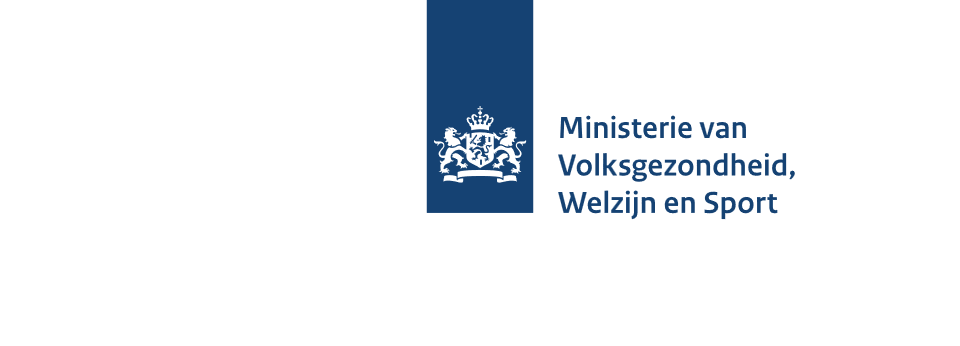 Ministerie van
Volksgezondheid,
Welzijn en Sport